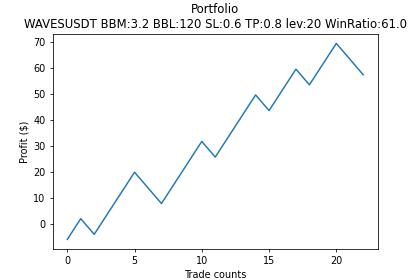 Portfolio
WAVESUSDT BBM:3.2 BBL:120 SL:0.6 TP:0.8 lev:20 WinRatio:61.0
70
60
50
40
30
20
10
0
Profit ($)
0 5 10 15 20
Trade counts